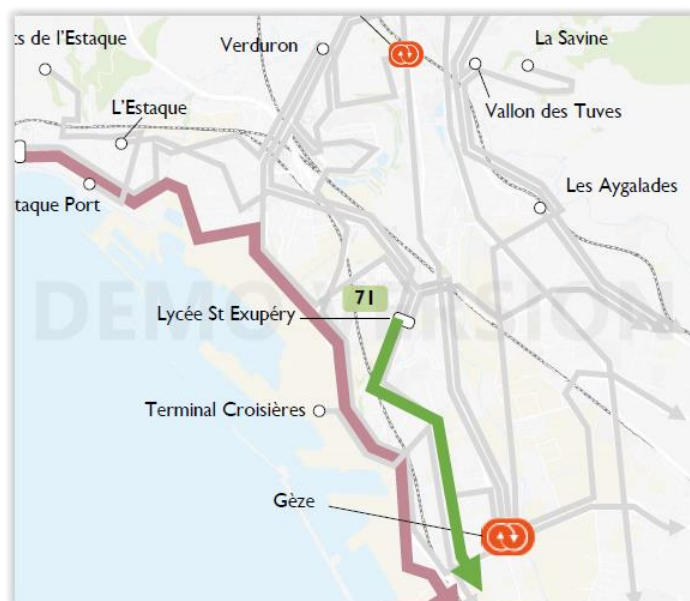 ts de l'Estaque
Verduron
La Savine
L'Estaque
Vallon des Tuves
Les Aygalades
taque Port
71
DEMO VERSION
Lycée St Exupéry
Terminal Croisières
Gèze